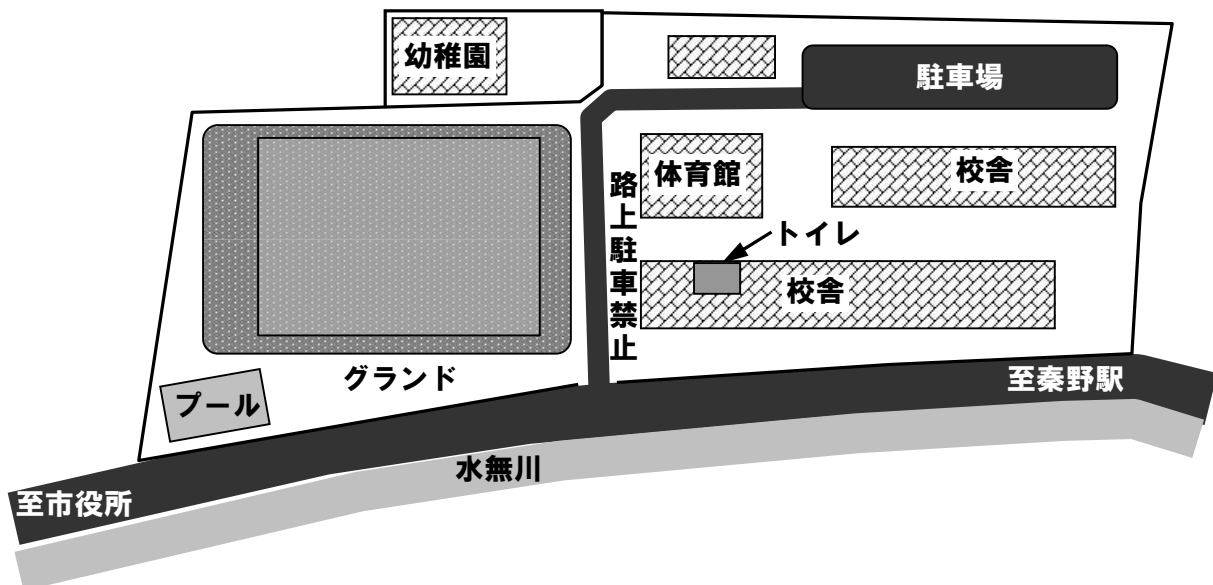 幼稚園
駐車場
体育館
校舎
路上駐車禁止
トイレ
校舎
グランド
プール
至秦野駅
水無川
至市役所